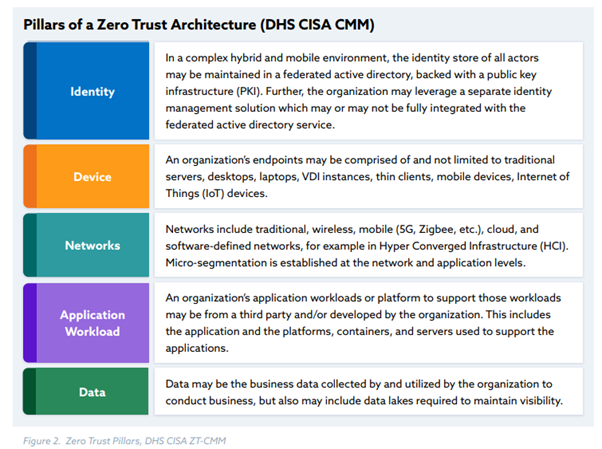 Pillars of a Zero Trust Architecture (DHS CISA CMM)
Identity
In a complex hybrid and mobile environment, the identity store of all actors
may be maintained in a federated active directory, backed with a public key
infrastructure (PKI). Further, the organization may leverage a separate identity
management solution which may or may not be fully integrated with the
federated active directory service.
Device
An organization's endpoints may be comprised of and not limited to traditional
servers, desktops, laptops, VDI instances, thin clients, mobile devices, Internet of
Things (IoT) devices.
Networks
Networks include traditional, wireless, mobile (5G, Zigbee, etc.), cloud, and
software-defined networks, for example in Hyper Converged Infrastructure (HCI).
Micro-segmentation is established at the network and application levels.
Application
Workload
An organization's application workloads or platform to support those workloads
may be from a third party and/or developed by the organization. This includes
the application and the platforms, containers, and servers used to support the
applications.
Data
Data may be the business data collected by and utilized by the organization to
conduct business, but also may include data lakes required to maintain visibility.
Figure 2. Zero Trust Pillars, DHS CISA ZT-CMM